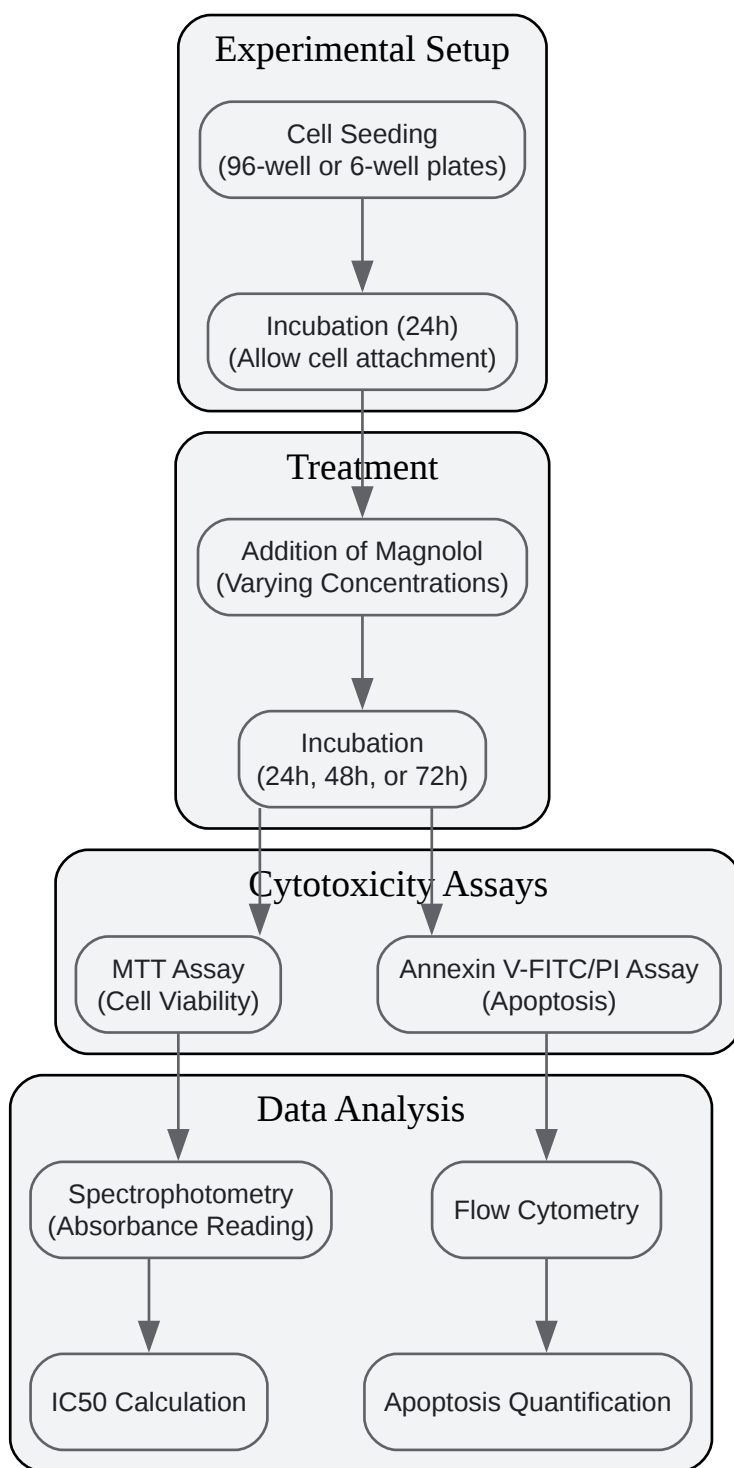 Experimental Setup
Cell Seeding
(96-well or 6-well plates)
Incubation (24h)
(Allow cell attachment)
Treatment
Addition of Magnolol
(Varying Concentrations)
Incubation
(24h, 48h, or 72h)
Cytotoxicity Assays
MTT Assay
(Cell Viability)
Annexin V-FITC/PI Assay
(Apoptosis)
Data Analysis
Spectrophotometry
(Absorbance Reading)
Flow Cytometry
IC50 Calculation
Apoptosis Quantification